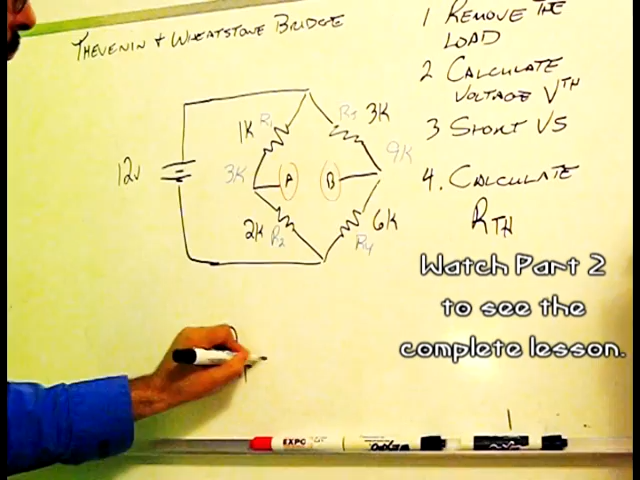 THEVENIN & WHEATSTONE BRIDGE
1 REMOVE THE
LOAD
2 CALCULATE
VOLTAGE VTH
3 SHORT VS
4. CALCULATE
RTH
12V
1K R1
R3 3K
3K
9K
A
B
2K R2
R4 6K
Watch Part 2
to see the
complete lesson.
EXPO